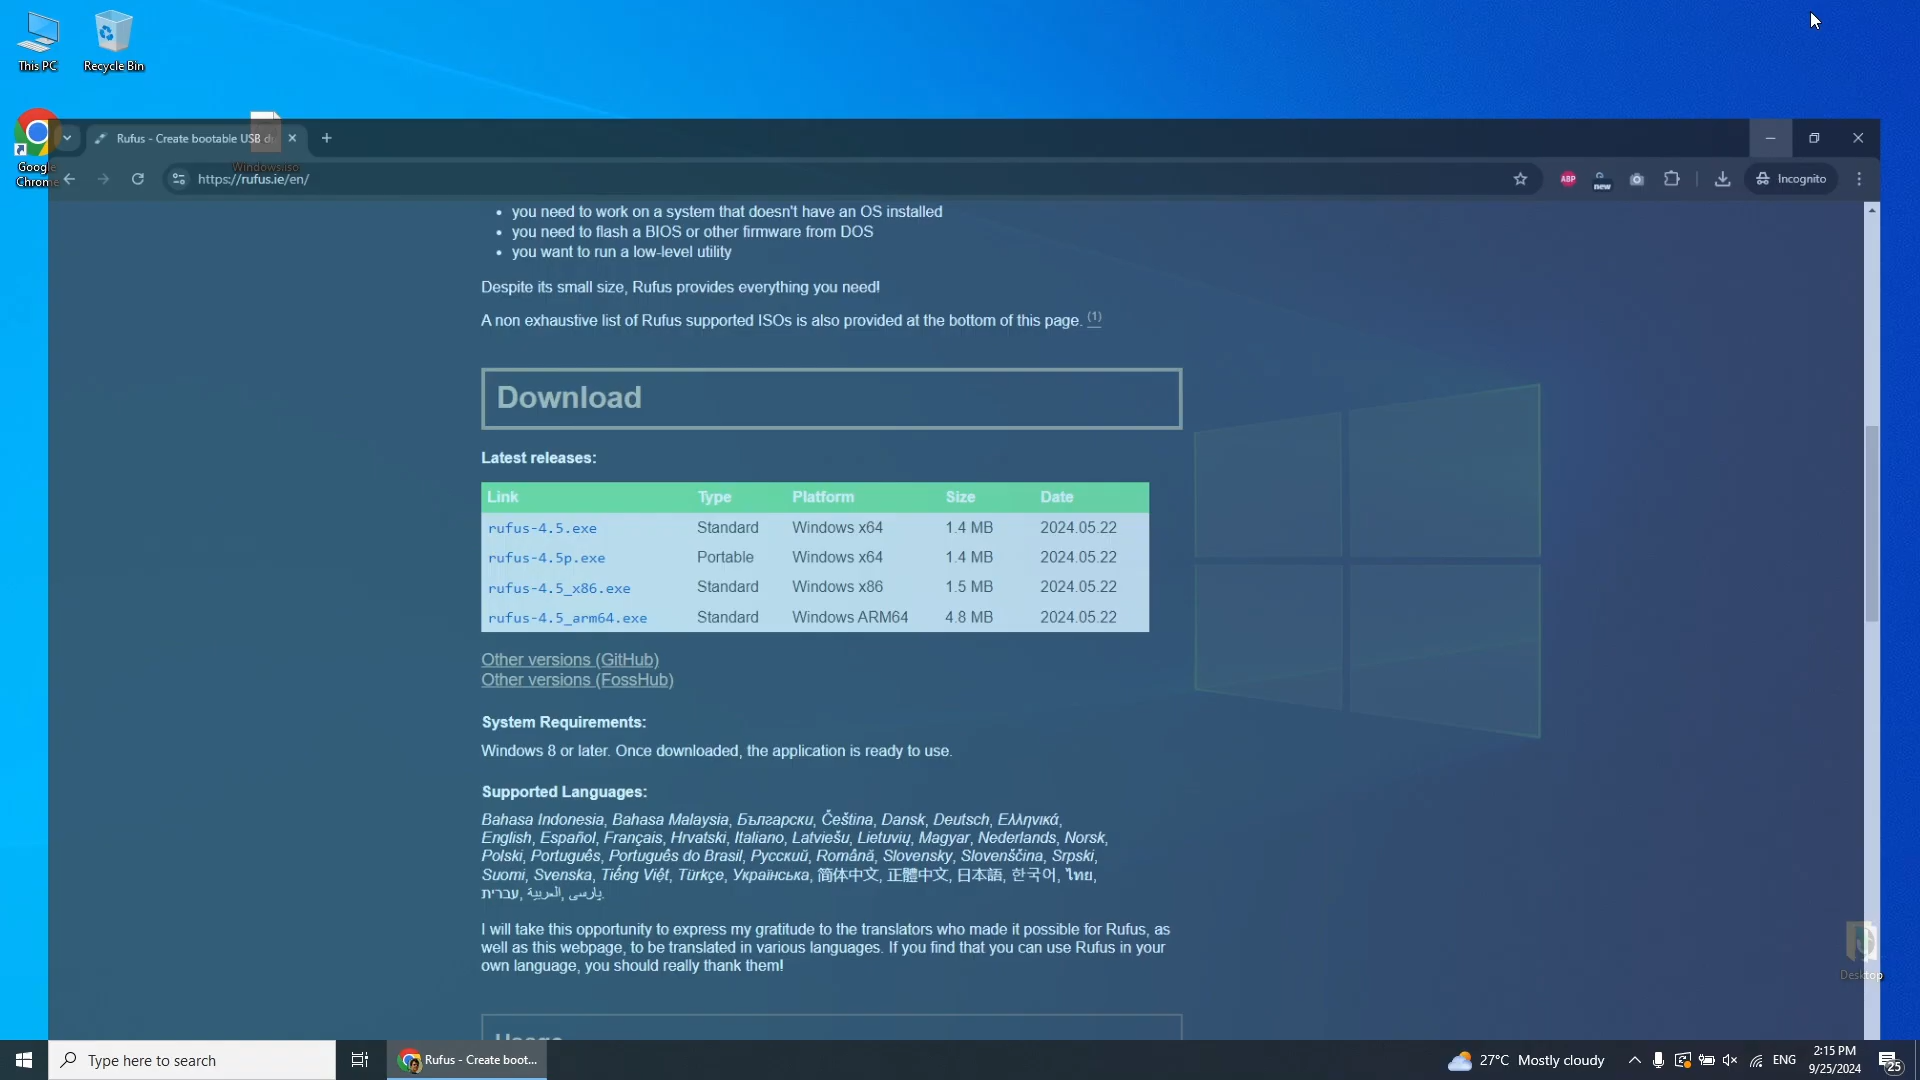 This PC
Recycle Bin
Google
Chrome
Rufus - Create bootable USB d
Windows.iso
https://rufus.ie/en/
ABP
new
Incognito
• you need to work on a system that doesn't have an OS installed
• you need to flash a BIOS or other firmware from DOS
• you want to run a low-level utility
Despite its small size, Rufus provides everything you need!
A non exhaustive list of Rufus supported ISOs is also provided at the bottom of this page. (1)
Download
Latest releases:
Link Type Platform Size Date
rufus-4.5.exe Standard Windows x64 1.4 MB 2024.05.22
rufus-4.5p.exe Portable Windows x64 1.4 MB 2024.05.22
rufus-4.5_x86.exe Standard Windows x86 1.5 MB 2024.05.22
rufus-4.5_arm64.exe Standard Windows ARM64 4.8 MB 2024.05.22
Other versions (GitHub)
Other versions (FossHub)
System Requirements:
Windows 8 or later. Once downloaded, the application is ready to use.
Supported Languages:
Bahasa Indonesia, Bahasa Malaysia, Български, Čeština, Dansk, Deutsch, Ελληνικά,
English, Español, Français, Hrvatski, Italiano, Latviešu, Lietuvių, Magyar, Nederlands, Norsk,
Polski, Português, Português do Brasil, Русский, Română, Slovensky, Slovenščina, Srpski,
Suomi, Svenska, Tiếng Việt, Türkçe, Українська, 简体中文, 正體中文, 日本語, 한국어, ไทย,
עברית, العربية, پارسی.
I will take this opportunity to express my gratitude to the translators who made it possible for Rufus, as
well as this webpage, to be translated in various languages. If you find that you can use Rufus in your
own language, you should really thank them!
Usage
Desktop
Type here to search
Rufus - Create boot...
27°C Mostly cloudy
ENG
2:15 PM
9/25/2024
25